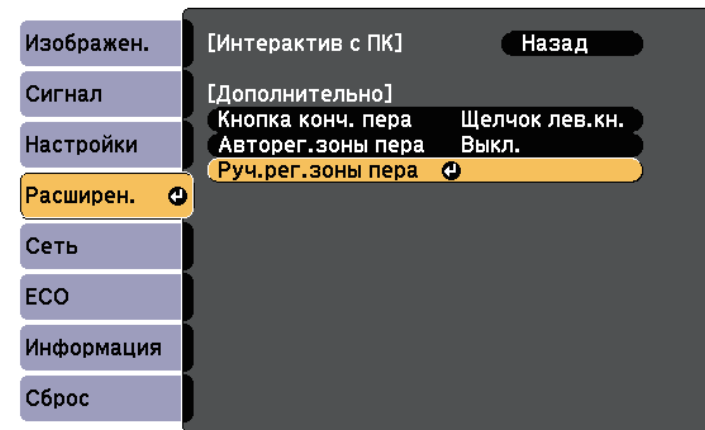 Изображен.
Сигнал
Настройки
Расширен.
Сеть
ECO
Информация
Сброс
[Интерактив с ПК] Назад
[Дополнительно]
Кнопка конч. пера Щелчок лев.кн.
Авторег.зоны пера Выкл.
Руч.рег.зоны пера